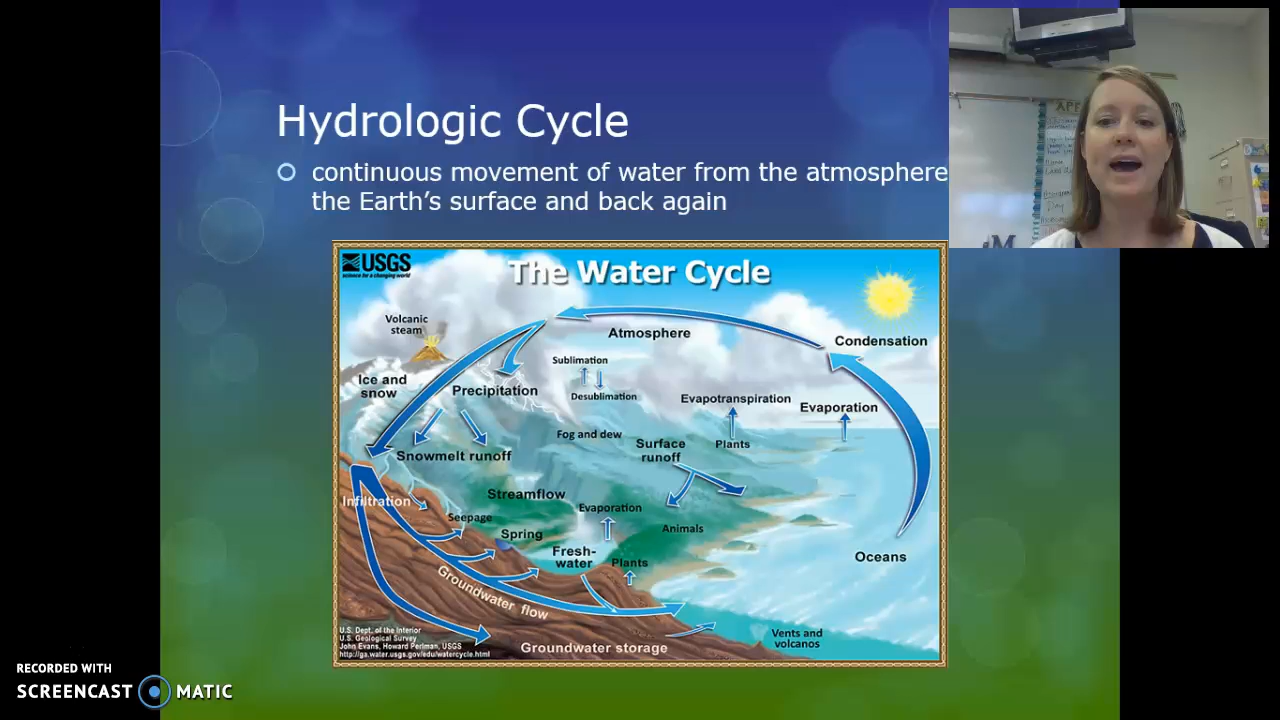 Hydrologic Cycle
continuous movement of water from the atmosphere
the Earth's surface and back again
USGS
science for a changing world
The Water Cycle
Volcanic
steam
Atmosphere
Condensation
Sublimation
Ice and
snow
Precipitation
Desublimation
Evapotranspiration
Evaporation
Fog and dew
Surface
runoff
Plants
Snowmelt runoff
Infiltration
Streamflow
Evaporation
Seepage
Animals
Spring
Fresh-
water
Plants
Oceans
Groundwater flow
U.S. Dept. of the Interior
U.S. Geological Survey
John Evans, Howard Perlman, USGS
http://ga.water.usgs.gov/edu/watercycle.html
Groundwater storage
Vents and
volcanos
RECORDED WITH
SCREENCAST MATIC